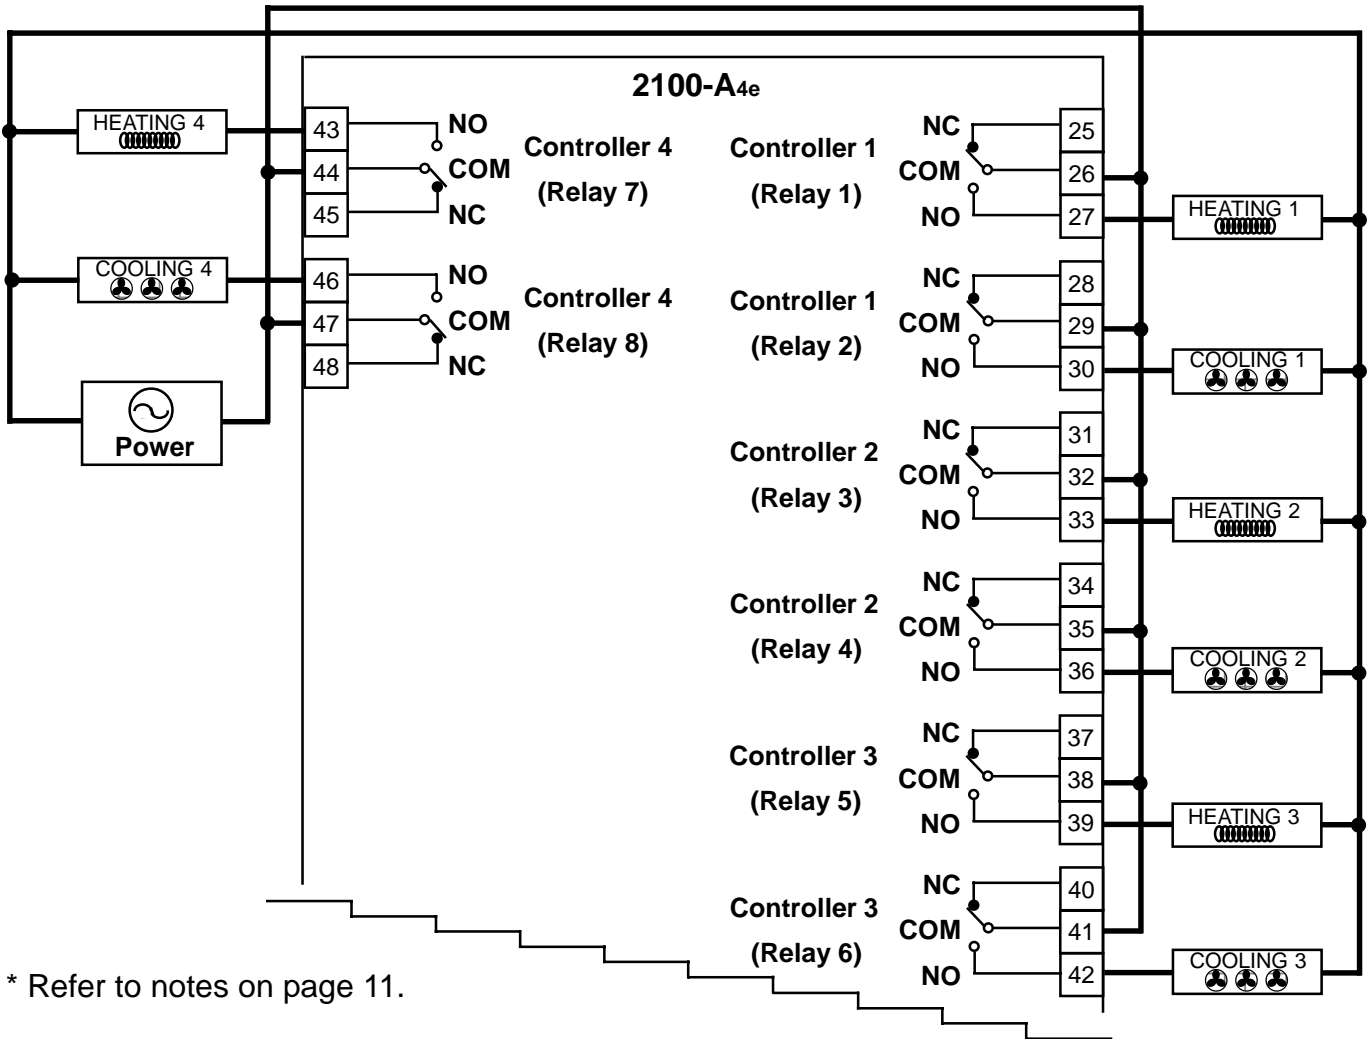 2100-A4e
HEATING 4
43
44
45
NO
COM
NC
Controller 4
(Relay 7)
COOLING 4
46
47
48
NO
COM
NC
Controller 4
(Relay 8)
Power
Controller 1
(Relay 1)
NC
COM
NO
25
26
27
HEATING 1
Controller 1
(Relay 2)
NC
COM
NO
28
29
30
COOLING 1
Controller 2
(Relay 3)
NC
COM
NO
31
32
33
HEATING 2
Controller 2
(Relay 4)
NC
COM
NO
34
35
36
COOLING 2
Controller 3
(Relay 5)
NC
COM
NO
37
38
39
HEATING 3
Controller 3
(Relay 6)
NC
COM
NO
40
41
42
COOLING 3
* Refer to notes on page 11.